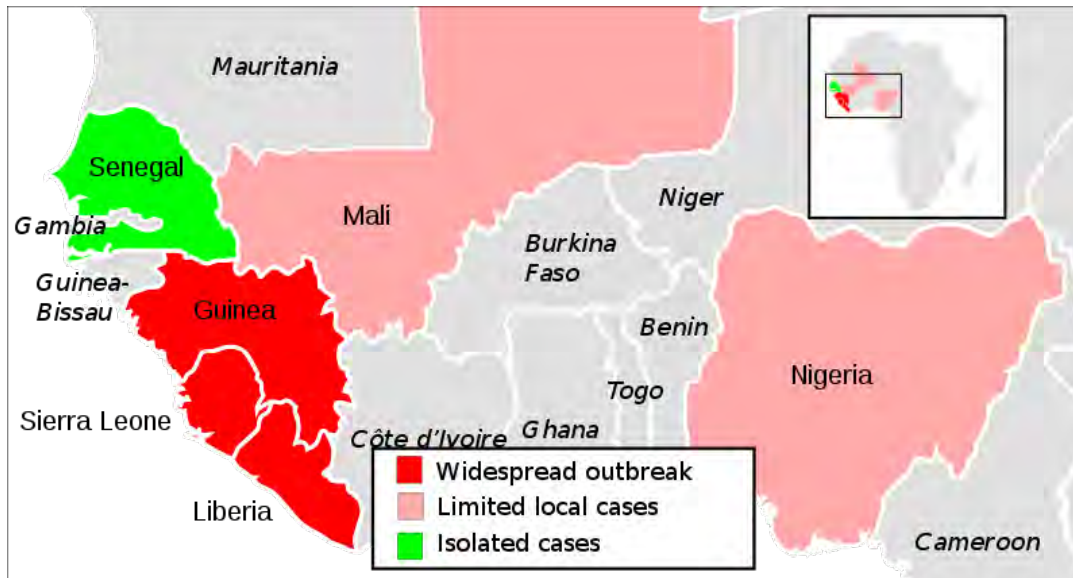 Mauritania
Senegal
Gambia
Mali
Niger
Guinea-
Bissau
Burkina
Faso
Guinea
Benin
Togo
Nigeria
Sierra Leone
Côte d'Ivoire
Ghana
Liberia
Widespread outbreak
Limited local cases
Isolated cases
Cameroon